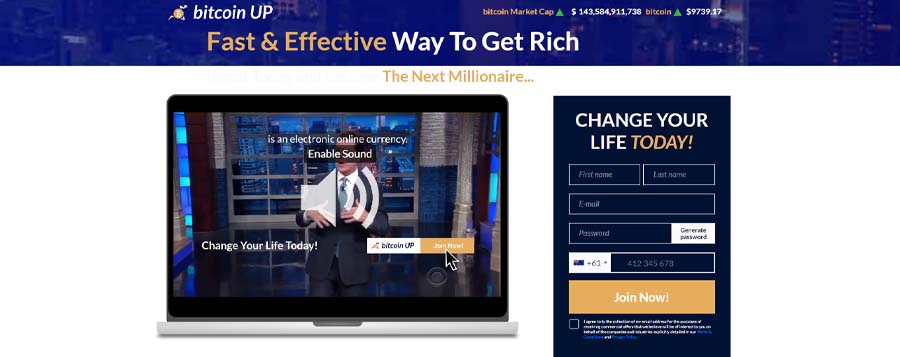 bitcoin UP
bitcoin Market Cap $ 143,584,911,738 bitcoin $9739.17
Fast & Effective Way To Get Rich
The Next Millionaire...
is an electronic online currency.
Enable Sound
Change Your Life Today!
bitcoin UP
Join Now!
CHANGE YOUR
LIFE TODAY!
First name
Last name
E-mail
Password
Generate
password
+61
412 345 678
Join Now!
I agree to to the collection of my email address for the purposes of
receiving commercial offers that we believe will be of interest to you on
behalf of the companies and industries explicitly detailed in our Terms &
Conditions and Privacy Policy.